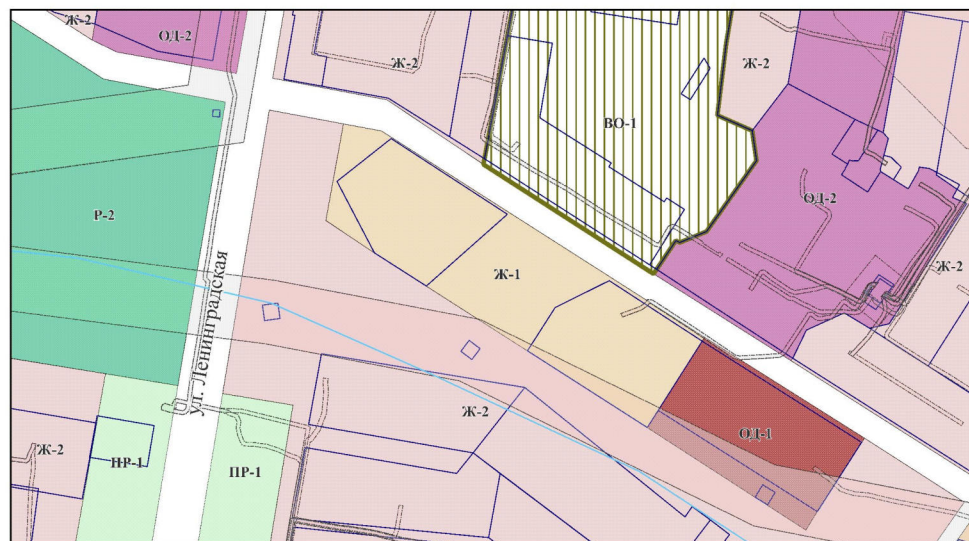 Ж-2
ОД-2
Ж-2
Ж-2
ВО-1
Р-2
ОД-2
Ж-1
Ж-2
ул. Ленинградская
Ж-2
ОД-1
Ж-2
ПР-1
ПР-1